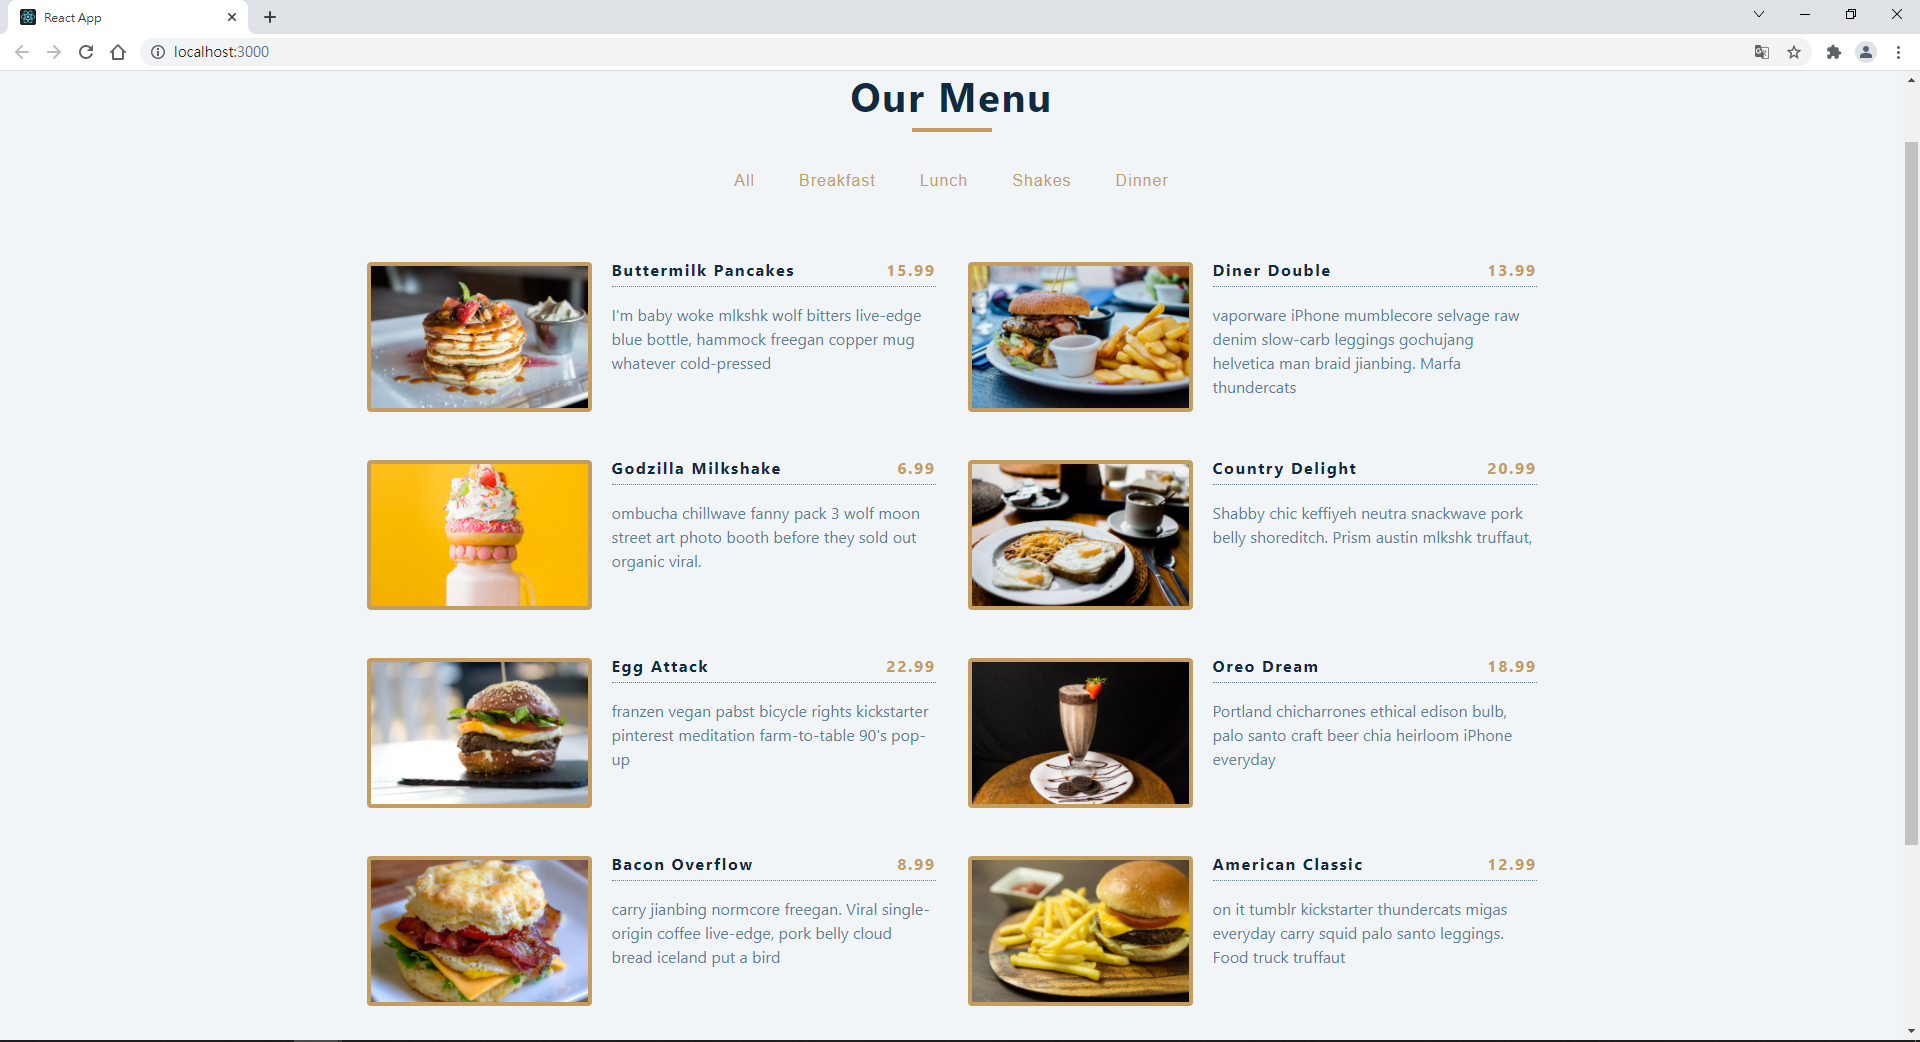 React App
localhost:3000
Our Menu
All Breakfast Lunch Shakes Dinner
Buttermilk Pancakes 15.99
I'm baby woke mlkshk wolf bitters live-edge
blue bottle, hammock freegan copper mug
whatever cold-pressed
Diner Double 13.99
vaporware iPhone mumblecore selvage raw
denim slow-carb leggings gochujang
helvetica man braid jianbing. Marfa
thundercats
Godzilla Milkshake 6.99
ombucha chillwave fanny pack 3 wolf moon
street art photo booth before they sold out
organic viral.
Country Delight 20.99
Shabby chic keffiyeh neutra snackwave pork
belly shoreditch. Prism austin mlkshk truffaut,
Egg Attack 22.99
franzen vegan pabst bicycle rights kickstarter
pinterest meditation farm-to-table 90's pop-
up
Oreo Dream 18.99
Portland chicharrones ethical edison bulb,
palo santo craft beer chia heirloom iPhone
everyday
Bacon Overflow 8.99
carry jianbing normcore freegan. Viral single-
origin coffee live-edge, pork belly cloud
bread iceland put a bird
American Classic 12.99
on it tumblr kickstarter thundercats migas
everyday carry squid palo santo leggings.
Food truck truffaut